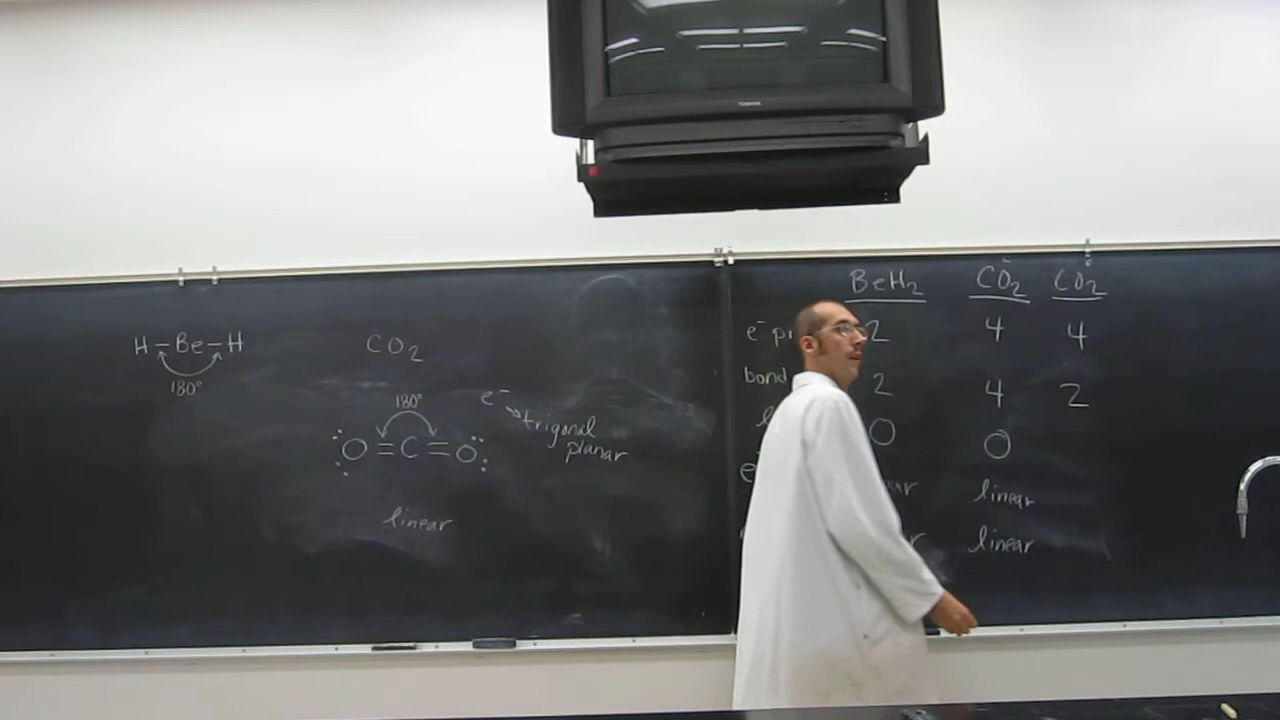 TOSHIBA
H-Be-H
180°
CO2
180°
:O=C=O:
linear
e⁻
trigonal
planar
BeH2 CO2 CO2
e⁻ 2 4 4
bond 2 4 2
0 0
e linear
linear